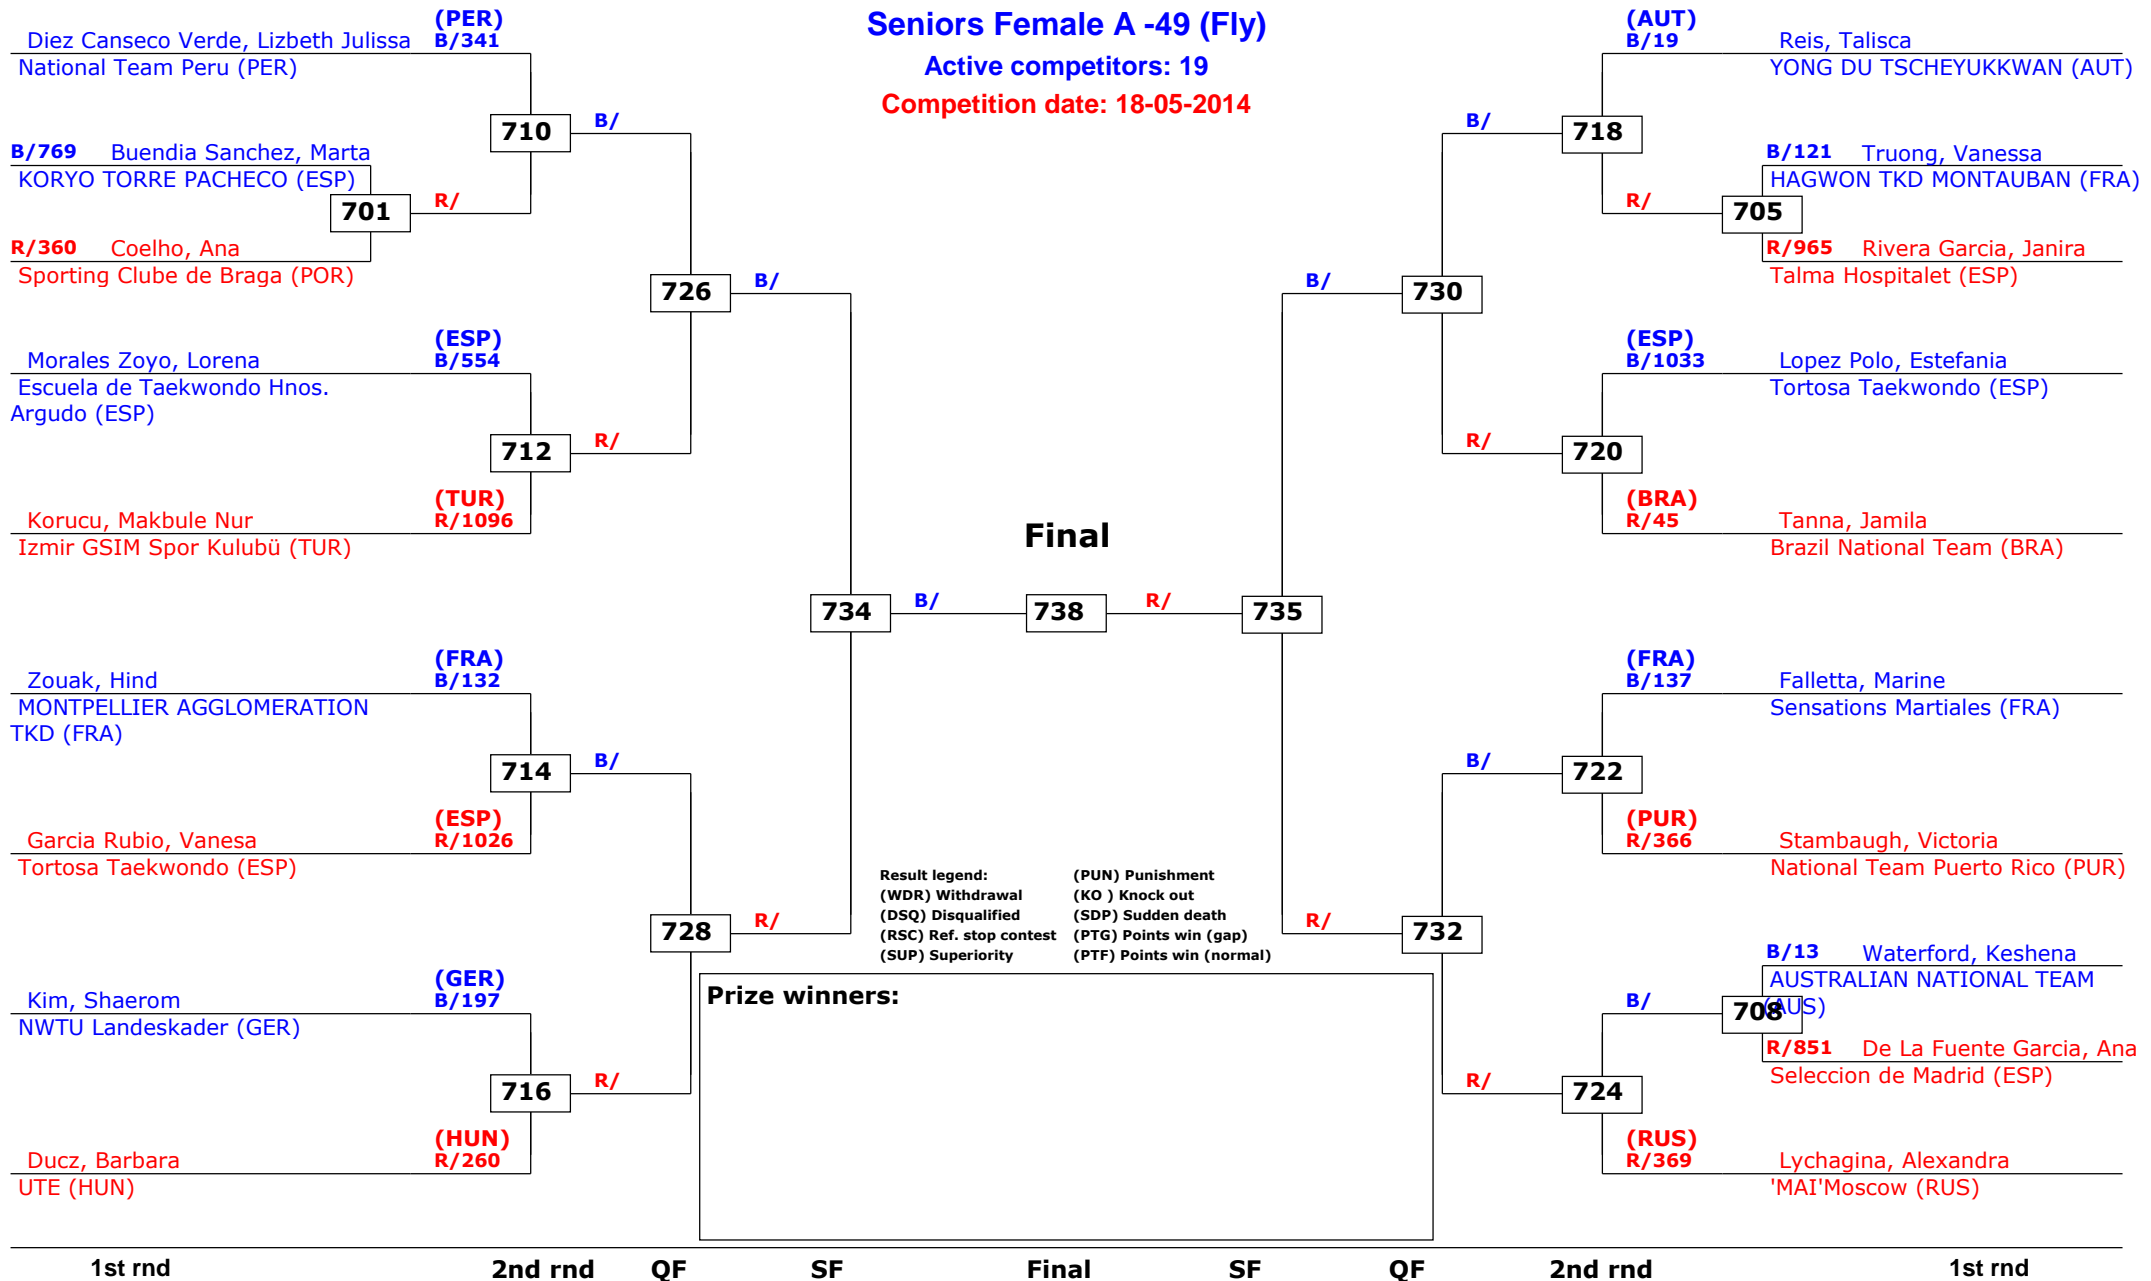 Seniors Female A -49 (Fly)
Active competitors: 19
Competition date: 18-05-2014
(PER)
Diez Canseco Verde, Lizbeth Julissa B/341
National Team Peru (PER)
710
B/
B/769 Buendia Sanchez, Marta
KORYO TORRE PACHECO (ESP)
701
R/
R/360 Coelho, Ana
Sporting Clube de Braga (POR)
726
B/
(ESP)
Morales Zoyo, Lorena B/554
Escuela de Taekwondo Hnos.
Argudo (ESP)
712
R/
(TUR)
Korucu, Makbule Nur R/1096
Izmir GSIM Spor Kulubü (TUR)
734
B/
(FRA)
Zouak, Hind B/132
MONTPELLIER AGGLOMERATION
TKD (FRA)
714
B/
(ESP)
Garcia Rubio, Vanesa R/1026
Tortosa Taekwondo (ESP)
728
R/
(GER)
Kim, Shaerom B/197
NWTU Landeskader (GER)
716
R/
(HUN)
Ducz, Barbara R/260
UTE (HUN)
Final
738
R/
735
(AUT)
B/19 Reis, Talisca
YONG DU TSCHEYUKKWAN (AUT)
B/
718
B/121 Truong, Vanessa
HAGWON TKD MONTAUBAN (FRA)
R/
705
R/965 Rivera Garcia, Janira
Talma Hospitalet (ESP)
B/
730
(ESP)
B/1033 Lopez Polo, Estefania
Tortosa Taekwondo (ESP)
R/
720
(BRA)
R/45 Tanna, Jamila
Brazil National Team (BRA)
(FRA)
B/137 Falletta, Marine
Sensations Martiales (FRA)
B/
722
(PUR)
R/366 Stambaugh, Victoria
National Team Puerto Rico (PUR)
R/
732
B/13 Waterford, Keshena
AUSTRALIAN NATIONAL TEAM
(AUS)
B/
708
R/851 De La Fuente Garcia, Ana
Seleccion de Madrid (ESP)
R/
724
(RUS)
R/369 Lychagina, Alexandra
'MAI'Moscow (RUS)
Result legend: (PUN) Punishment
(WDR) Withdrawal (KO ) Knock out
(DSQ) Disqualified (SDP) Sudden death
(RSC) Ref. stop contest (PTG) Points win (gap)
(SUP) Superiority (PTF) Points win (normal)
Prize winners:
1st rnd 2nd rnd QF SF Final SF QF 2nd rnd 1st rnd